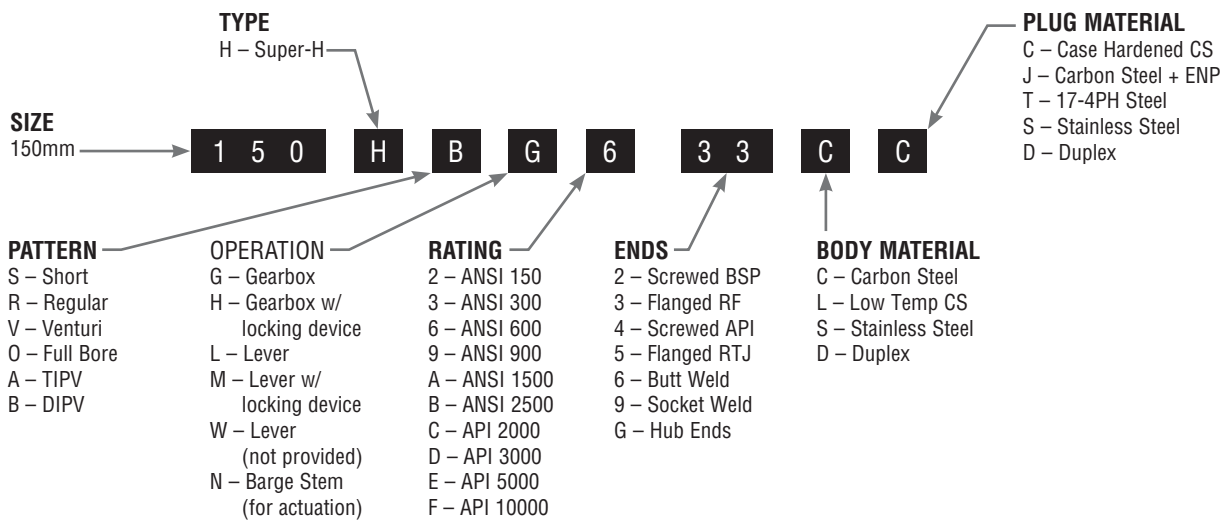 TYPE
H – Super-H
PLUG MATERIAL
C – Case Hardened CS
J – Carbon Steel + ENP
T – 17-4PH Steel
S – Stainless Steel
D – Duplex
SIZE
150mm
1 5 0 H B G 6 3 3 C C
PATTERN
S – Short
R – Regular
V – Venturi
O – Full Bore
A – TIPV
B – DIPV
OPERATION
G – Gearbox
H – Gearbox w/
locking device
L – Lever
M – Lever w/
locking device
W – Lever
(not provided)
N – Barge Stem
(for actuation)
RATING
2 – ANSI 150
3 – ANSI 300
6 – ANSI 600
9 – ANSI 900
A – ANSI 1500
B – ANSI 2500
C – API 2000
D – API 3000
E – API 5000
F – API 10000
ENDS
2 – Screwed BSP
3 – Flanged RF
4 – Screwed API
5 – Flanged RTJ
6 – Butt Weld
9 – Socket Weld
G – Hub Ends
BODY MATERIAL
C – Carbon Steel
L – Low Temp CS
S – Stainless Steel
D – Duplex